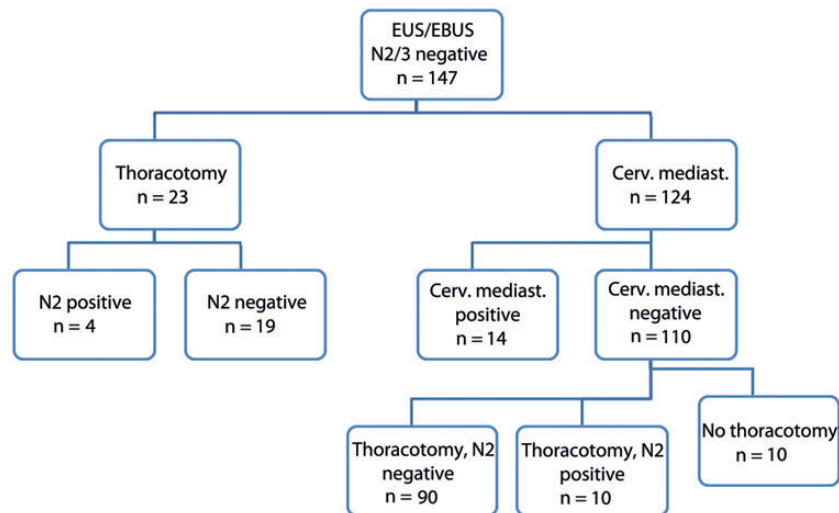 EUS/EBUS
N2/3 negative
n = 147
Thoracotomy
n = 23
Cerv. mediast.
n = 124
N2 positive
n = 4
N2 negative
n = 19
Cerv. mediast.
positive
n = 14
Cerv. mediast.
negative
n = 110
Thoracotomy, N2
negative
n = 90
Thoracotomy, N2
positive
n = 10
No thoracotomy
n = 10